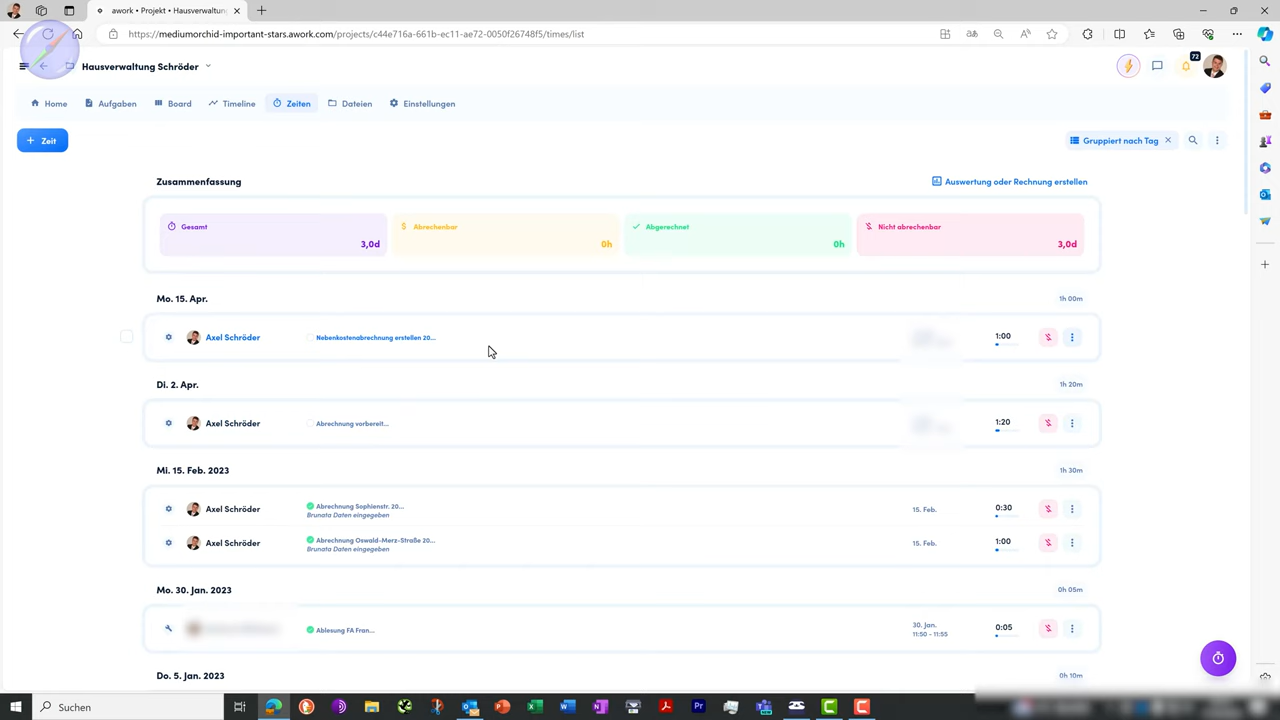 awork • Projekt • Hausverwaltung
https://mediumorchid-important-stars.awork.com/projects/c44e716a-661b-ec11-ae72-0050f26748f5/times/list
Hausverwaltung Schröder
72
Home
Aufgaben
Board
Timeline
Zeiten
Dateien
Einstellungen
+ Zeit
Gruppiert nach Tag
Zusammenfassung
Auswertung oder Rechnung erstellen
Gesamt
3,0d
Abrechenbar
0h
Abgerechnet
0h
Nicht abrechenbar
3,0d
Mo. 15. Apr.
1h 00m
Axel Schröder
Nebenkostenabrechnung erstellen 20...
1:00
Di. 2. Apr.
1h 20m
Axel Schröder
Abrechnung vorbereit...
1:20
Mi. 15. Feb. 2023
1h 30m
Axel Schröder
Abrechnung Sophienstr. 20...
Brunata Daten eingegeben
15. Feb.
0:30
Axel Schröder
Abrechnung Oswald-Merz-Straße 20...
Brunata Daten eingegeben
15. Feb.
1:00
Mo. 30. Jan. 2023
0h 05m
Ablesung FA Fran...
30. Jan.
11:50 - 11:55
0:05
Do. 5. Jan. 2023
0h 10m
Suchen